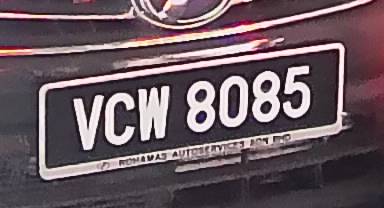 VCW 8085
ROHAMAS AUTOSERVICES SDN BHD